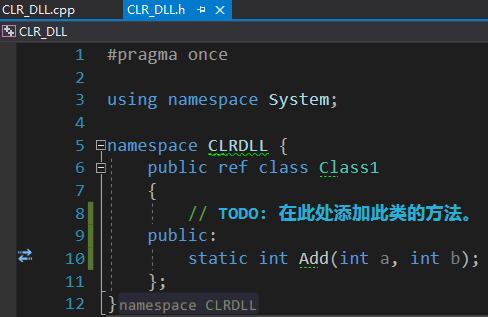 CLR_DLL.cpp CLR_DLL.h
CLR_DLL
1 #pragma once
2
3 using namespace System;
4
5 namespace CLRDLL {
6 public ref class Class1
7 {
8 // TODO: 在此处添加此类的方法。
9 public:
10 static int Add(int a, int b);
11 };
12 }namespace CLRDLL